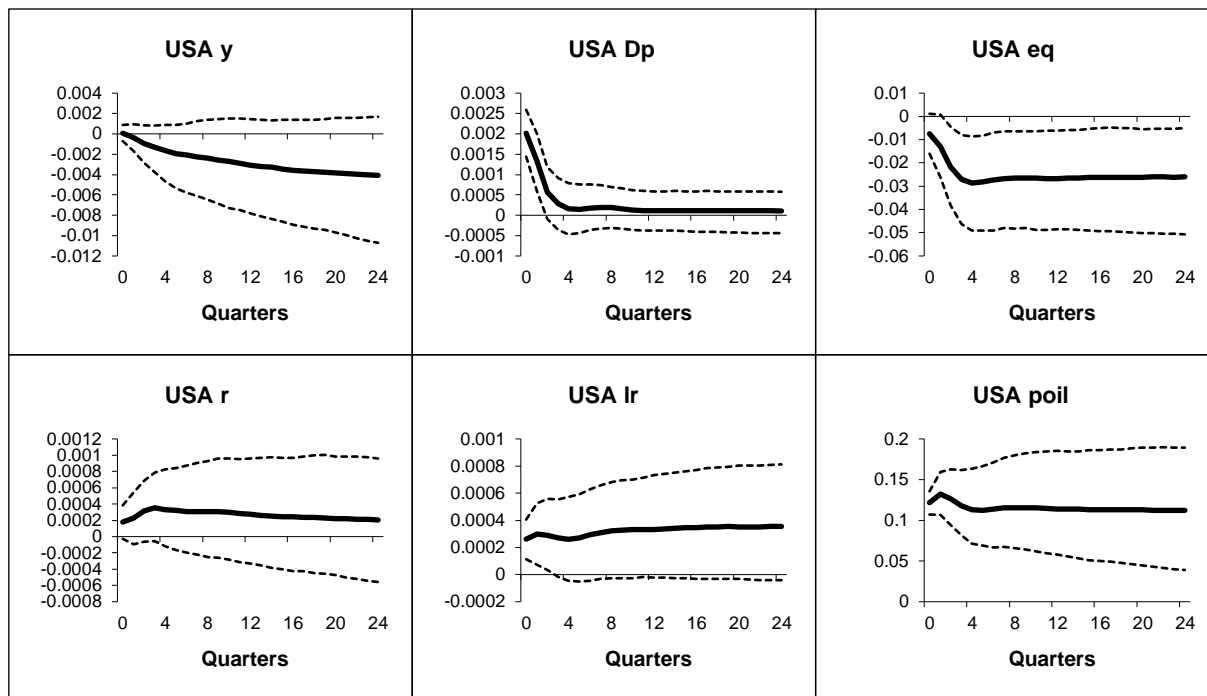 USA y
0.004
0.002
0
-0.002
-0.004
-0.006
-0.008
-0.01
-0.012
0 4 8 12 16 20 24
Quarters
USA Dp
0.003
0.0025
0.002
0.0015
0.001
0.0005
0
-0.0005
-0.001
0 4 8 12 16 20 24
Quarters
USA eq
0.01
0
-0.01
-0.02
-0.03
-0.04
-0.05
-0.06
0 4 8 12 16 20 24
Quarters
USA r
0.0012
0.001
0.0008
0.0006
0.0004
0.0002
0
-0.0002
-0.0004
-0.0006
-0.0008
0 4 8 12 16 20 24
Quarters
USA lr
0.001
0.0008
0.0006
0.0004
0.0002
0
-0.0002
0 4 8 12 16 20 24
Quarters
USA poil
0.2
0.15
0.1
0.05
0
0 4 8 12 16 20 24
Quarters